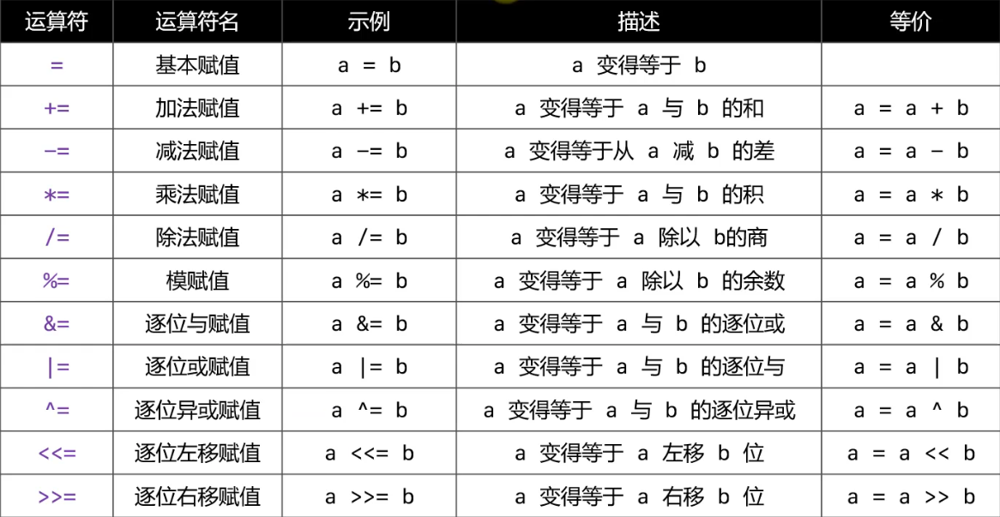 运算符 运算符名 示例 描述 等价
= 基本赋值 a = b a 变得等于 b
+= 加法赋值 a += b a 变得等于 a 与 b 的和 a = a + b
-= 减法赋值 a -= b a 变得等于从 a 减 b 的差 a = a - b
*= 乘法赋值 a *= b a 变得等于 a 与 b 的积 a = a * b
/= 除法赋值 a /= b a 变得等于 a 除以 b的商 a = a / b
%= 模赋值 a %= b a 变得等于 a 除以 b 的余数 a = a % b
&= 逐位与赋值 a &= b a 变得等于 a 与 b 的逐位或 a = a & b
|= 逐位或赋值 a |= b a 变得等于 a 与 b 的逐位与 a = a | b
^= 逐位异或赋值 a ^= b a 变得等于 a 与 b 的逐位异或 a = a ^ b
<<= 逐位左移赋值 a <<= b a 变得等于 a 左移 b 位 a = a << b
>>= 逐位右移赋值 a >>= b a 变得等于 a 右移 b 位 a = a >> b